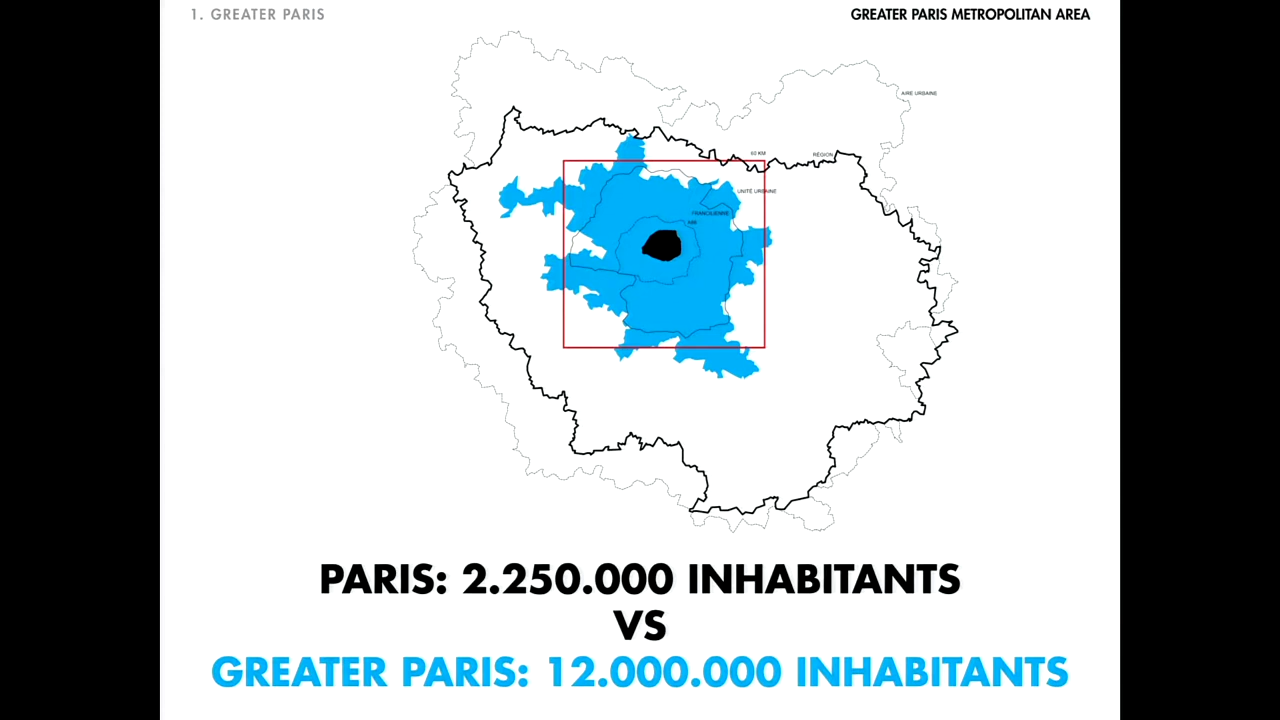 1. GREATER PARIS
GREATER PARIS METROPOLITAN AREA
AIRE URBAINE
60 KM
RÉGION
UNITÉ URBAINE
FRANCILIENNE
A86
PARIS: 2.250.000 INHABITANTS
VS
GREATER PARIS: 12.000.000 INHABITANTS